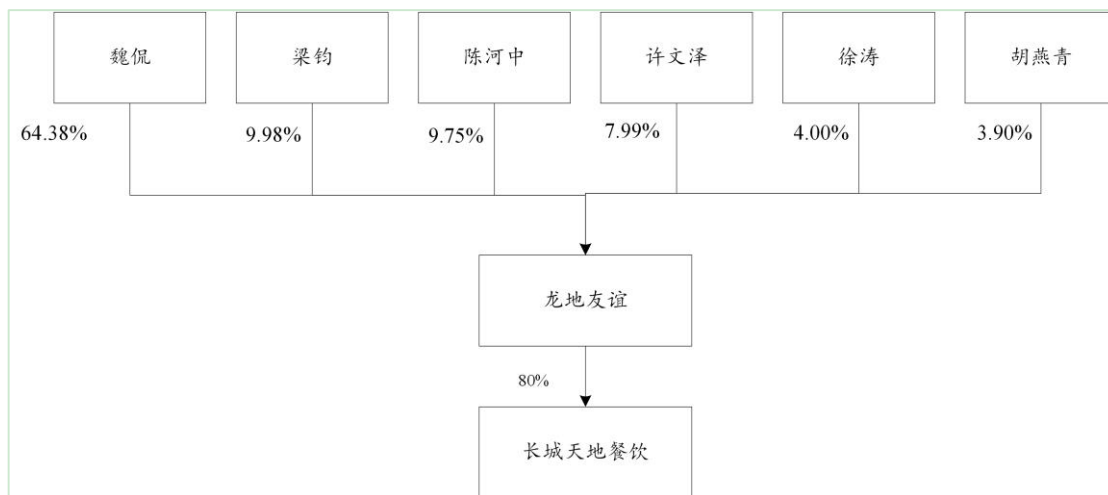 魏侃
梁钧
陈河中
许文泽
徐涛
胡燕青
64.38%
9.98%
9.75%
7.99%
4.00%
3.90%
龙地友谊
80%
长城天地餐饮